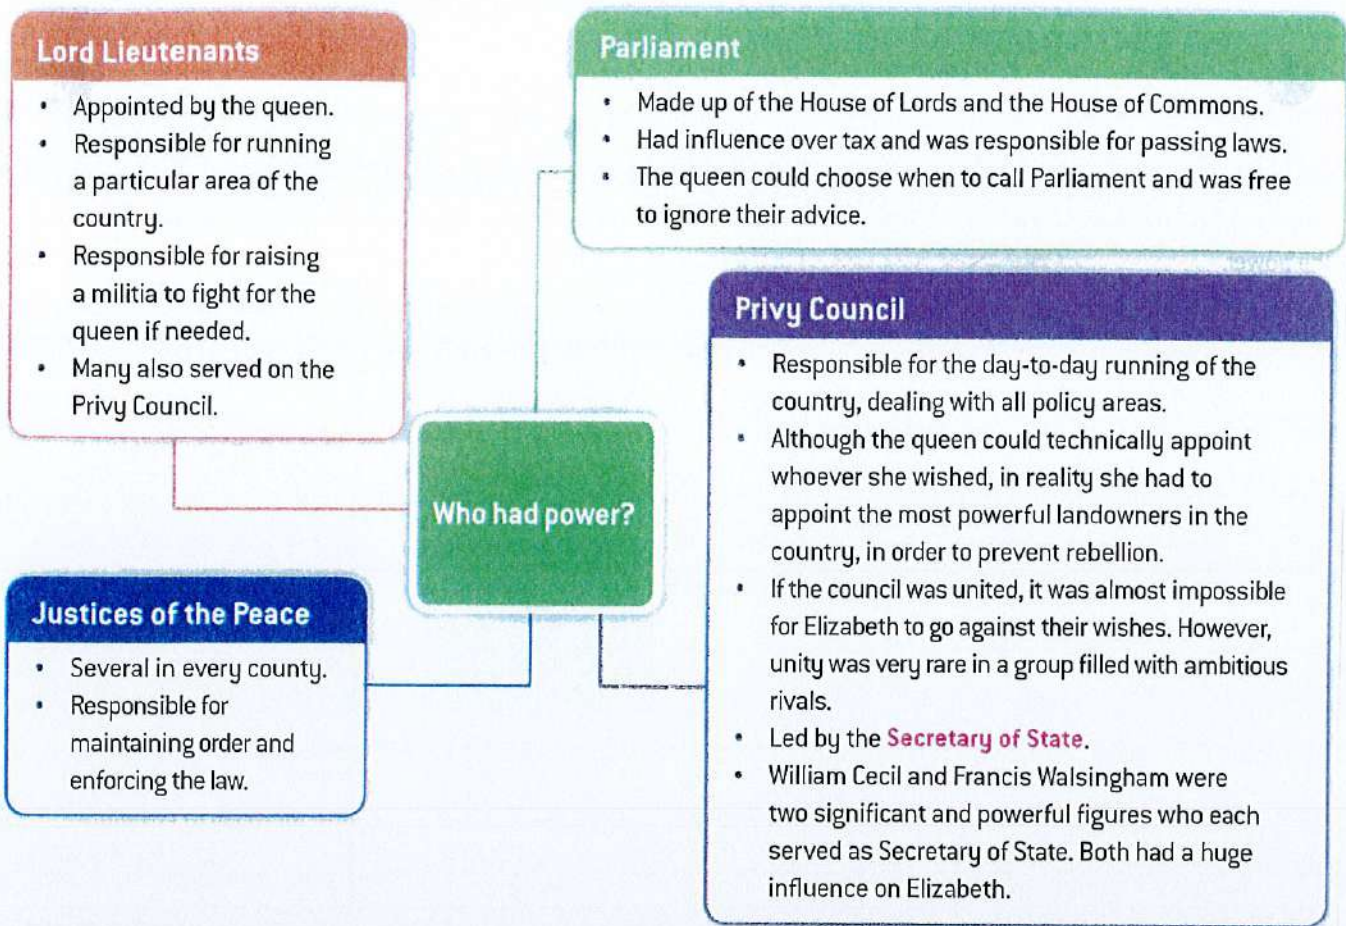 Lord Lieutenants
• Appointed by the queen.
• Responsible for running
a particular area of the
country.
• Responsible for raising
a militia to fight for the
queen if needed.
• Many also served on the
Privy Council.
Parliament
• Made up of the House of Lords and the House of Commons.
• Had influence over tax and was responsible for passing laws.
• The queen could choose when to call Parliament and was free
to ignore their advice.
Who had power?
Privy Council
• Responsible for the day-to-day running of the
country, dealing with all policy areas.
• Although the queen could technically appoint
whoever she wished, in reality she had to
appoint the most powerful landowners in the
country, in order to prevent rebellion.
• If the council was united, it was almost impossible
for Elizabeth to go against their wishes. However,
unity was very rare in a group filled with ambitious
rivals.
• Led by the Secretary of State.
• William Cecil and Francis Walsingham were
two significant and powerful figures who each
served as Secretary of State. Both had a huge
influence on Elizabeth.
Justices of the Peace
• Several in every county.
• Responsible for
maintaining order and
enforcing the law.